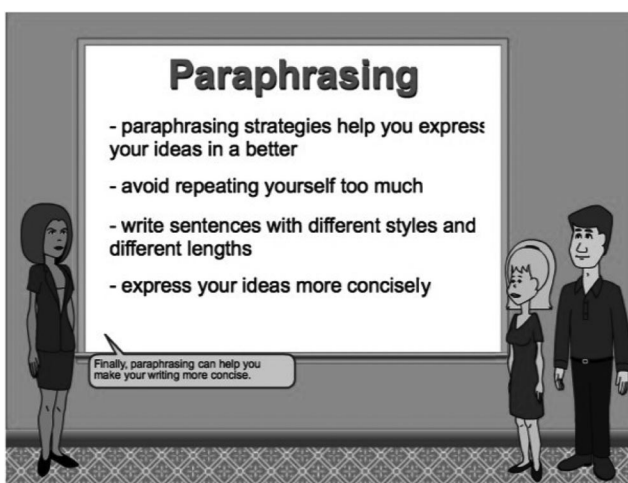 Paraphrasing
- paraphrasing strategies help you express
your ideas in a better
- avoid repeating yourself too much
- write sentences with different styles and
different lengths
- express your ideas more concisely
Finally, paraphrasing can help you
make your writing more concise.